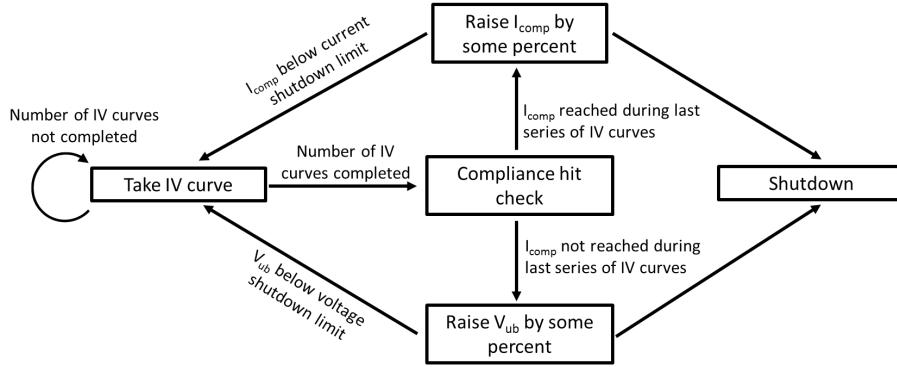 Raise I_comp by
some percent
I_comp below current
shutdown limit
Number of IV curves
not completed
I_comp reached during last
series of IV curves
Number of IV
curves completed
Take IV curve
Compliance hit
check
Shutdown
I_comp not reached during
last series of IV curves
V_ub below voltage
shutdown limit
Raise V_ub by some
percent